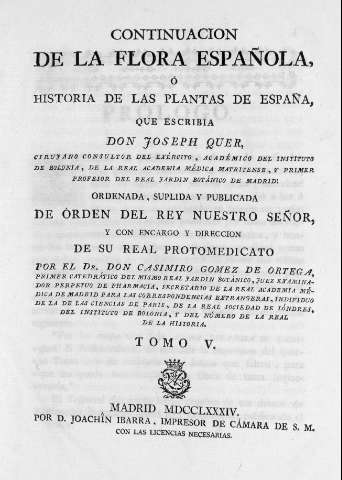 CONTINUACION
DE LA FLORA ESPAÑOLA,
Ó
HISTORIA DE LAS PLANTAS DE ESPAÑA,
QUE ESCRIBIA
DON JOSEPH QUER,
CIRUJANO CONSULTOR DEL EXÉRCITO, ACADÉMICO DEL INSTITUTO
DE BOLONIA, DE LA REAL ACADEMIA MÉDICA MATRITENSE, Y PRIMER
PROFESOR DEL REAL JARDIN BOTÁNICO DE MADRID:
ORDENADA, SUPLIDA Y PUBLICADA
DE ÓRDEN DEL REY NUESTRO SEÑOR,
Y CON ENCARGO Y DIRECCION
DE SU REAL PROTOMEDICATO
POR EL DR. DON CASIMIRO GOMEZ DE ORTEGA,
PRIMER CATEDRÁTICO DEL MISMO REAL JARDIN BOTÁNICO, JUEZ EXAMINA-
DOR PERPETUO DE PHARMACIA, SECRETARIO DE LA REAL ACADEMIA MÉ-
DICA DE MADRID PARA LAS CORRESPONDENCIAS EXTRANGERAS, INDIVIDUO
DE LA DE LAS CIENCIAS DE PARIS, DE LA REAL SOCIEDAD DE LÓNDRES,
DEL INSTITUTO DE BOLONIA, Y DEL NÚMERO DE LA REAL
DE LA HISTORIA.
TOMO V.
MADRID MDCCLXXXIV.
POR D. JOACHÎN IBARRA, IMPRESOR DE CÁMARA DE S. M.
CON LAS LICENCIAS NECESARIAS.